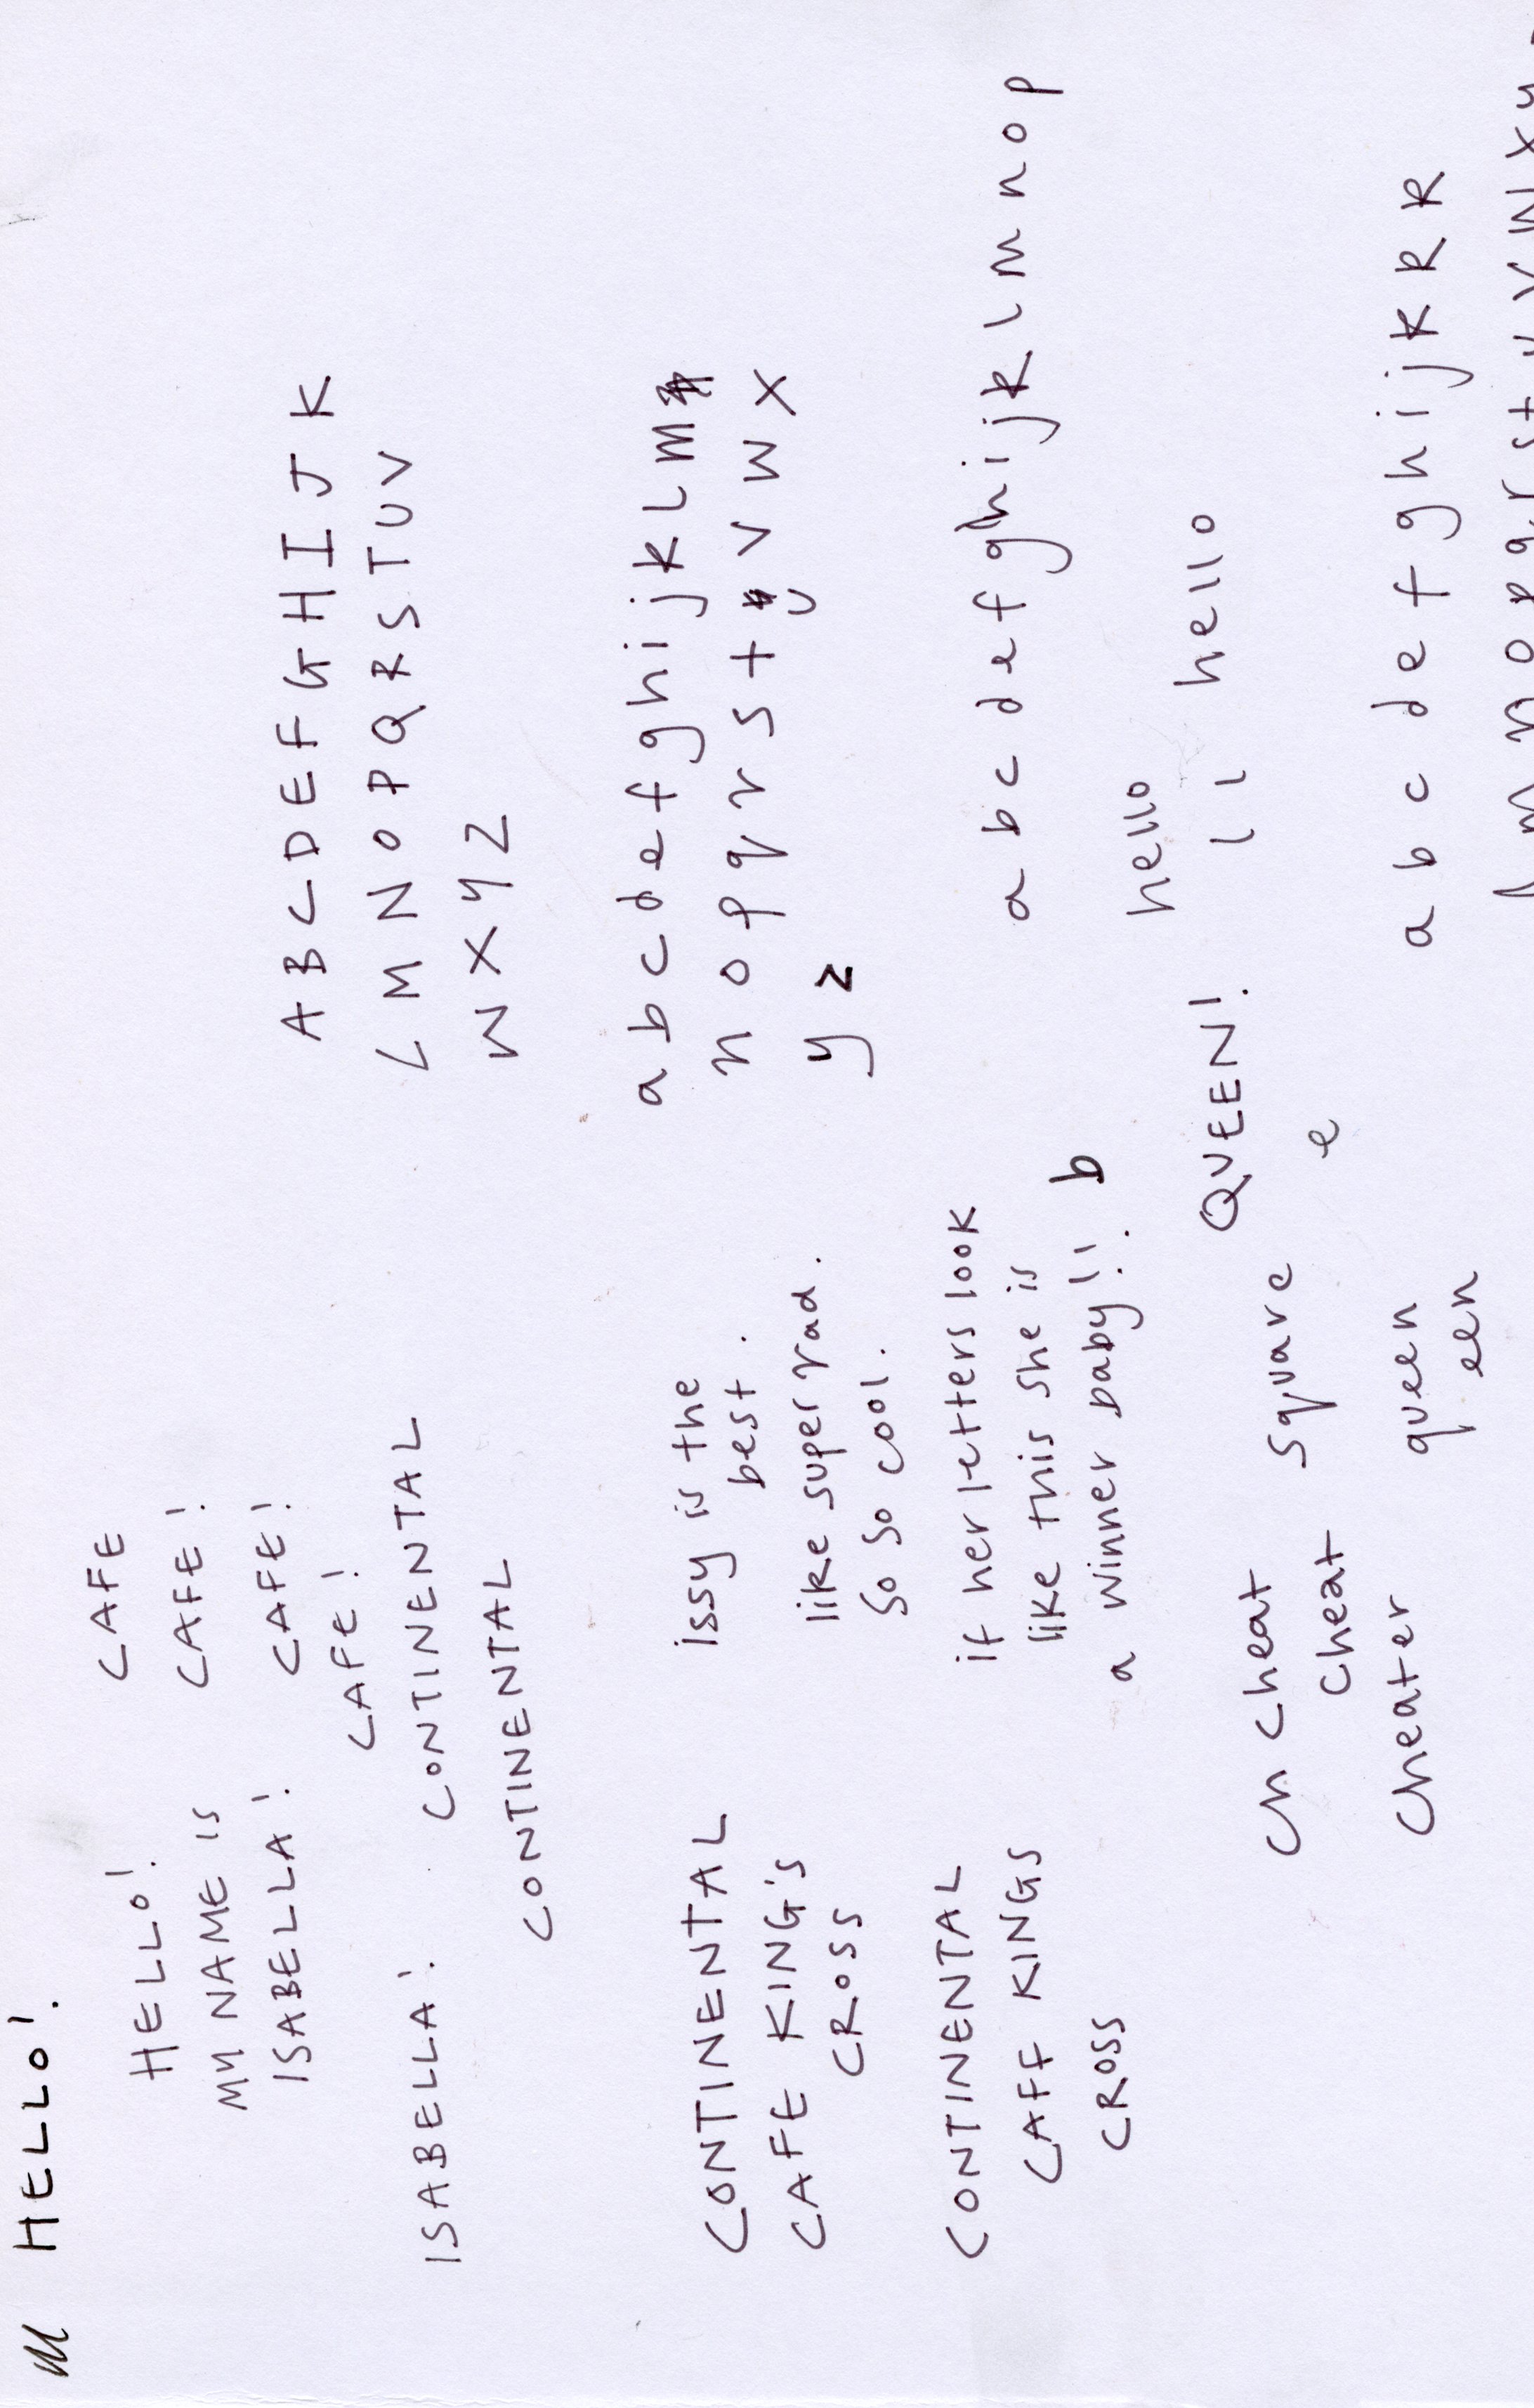 HELLO!
HELLO!
MY NAME IS
ISABELLA!
ISABELLA!
CAFE
CAFE!
CAFE!
CAFE!
CONTINENTAL
CONTINENTAL
A B C D E F G H I J K
L M N O P Q R S T U V
W X Y Z
CONTINENTAL
CAFE KING'S
CROSS
CONTINENTAL
CAFF KINGS
CROSS
issy is the
best.
like super rad.
so so cool.
if her letters look
like this she is
a winner baby!! b
a b c d e f g h i j k L m
n o p q r s t u v w x
y z
a b c d e f g h i j k l m n o p
hello
l l hello
QUEEN!
e
ch cheat
cheat
cheater
square
queen
een
a b c d e f g h i j k k k
l m n o p q r s t u v w x y